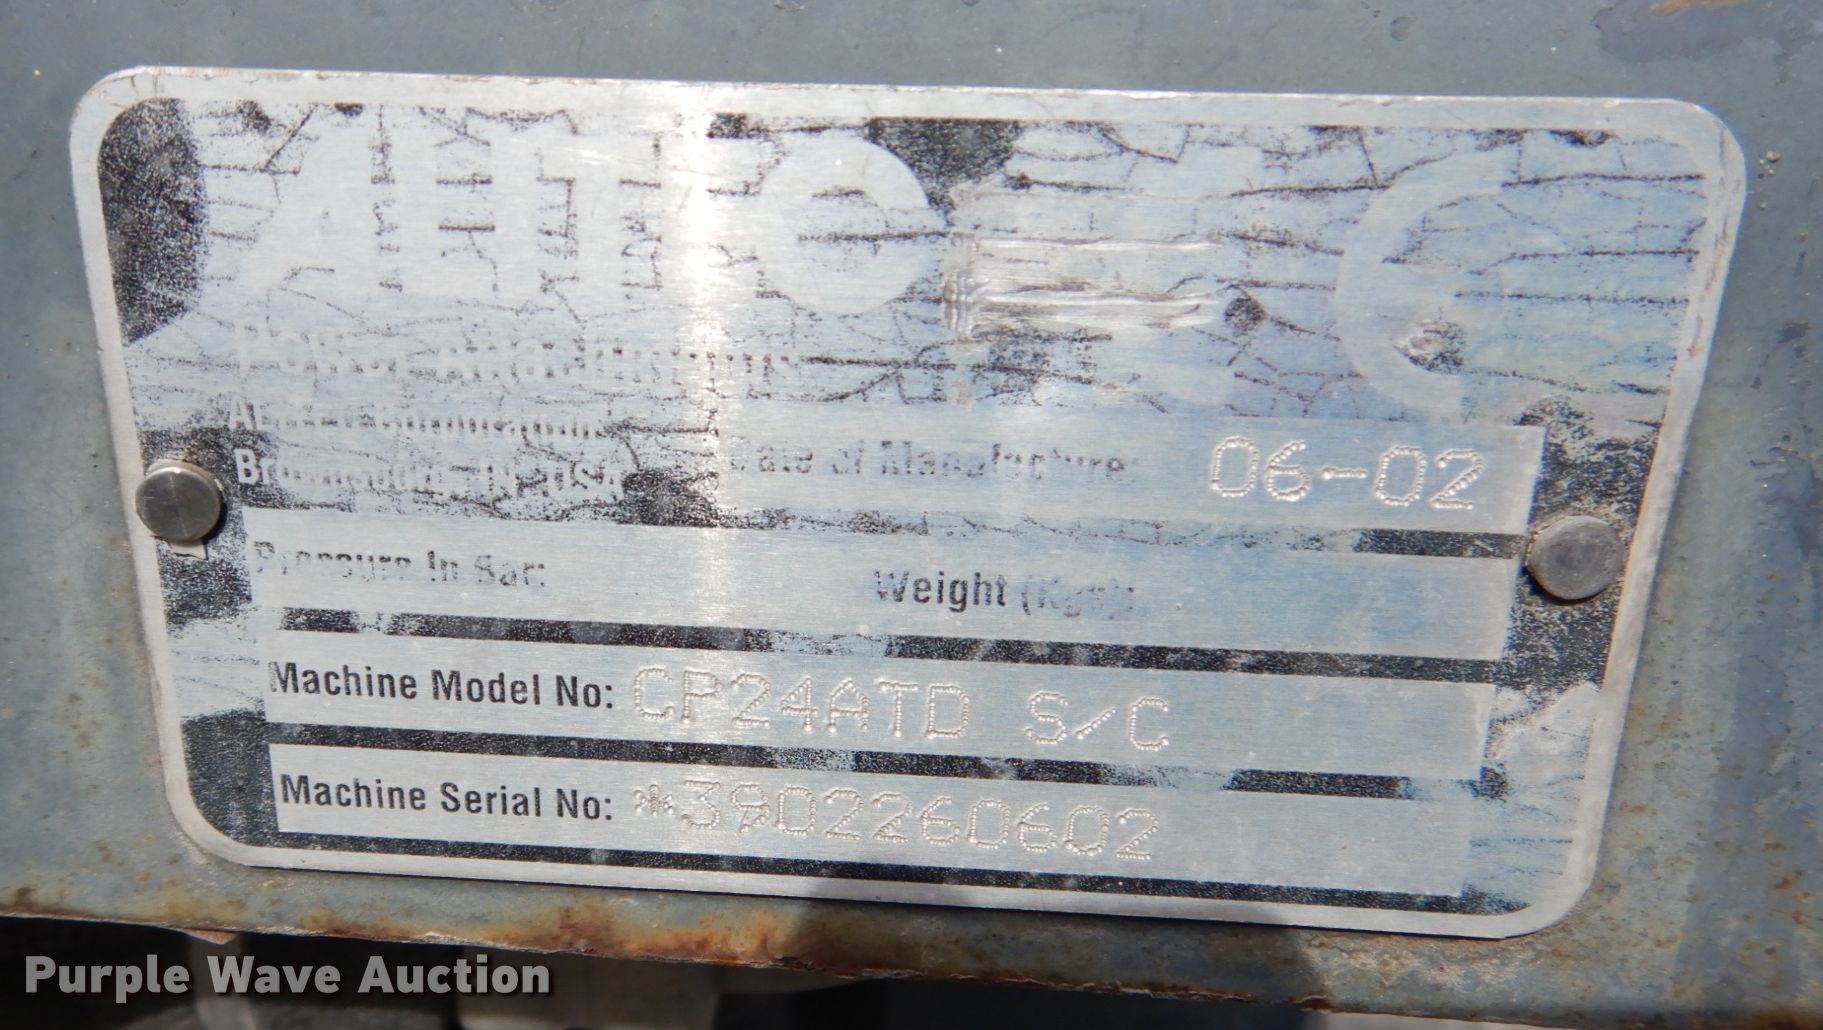 ALTEC
Date of Manufacture: 06-02
Pressure In Bar:
Weight (Kgs):
Machine Model No: CP24ATD S/C
Machine Serial No: *3902260602
Purple Wave Auction